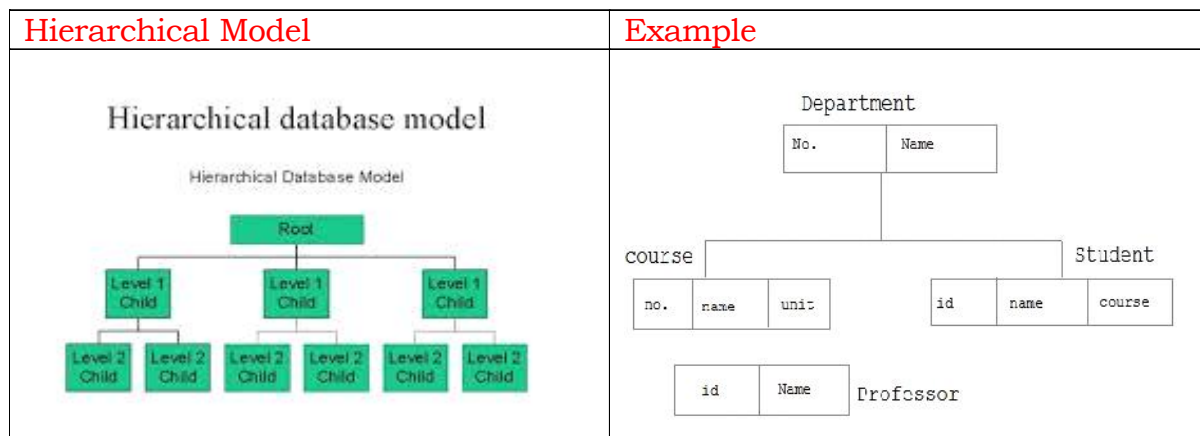 Hierarchical Model
Example
Hierarchical database model
Hierarchical Database Model
Root
Level 1 Child
Level 1 Child
Level 1 Child
Level 2 Child
Level 2 Child
Level 2 Child
Level 2 Child
Level 2 Child
Level 2 Child
Department
No. Name
course
no. name unit
Student
id name course
id Name
Professor